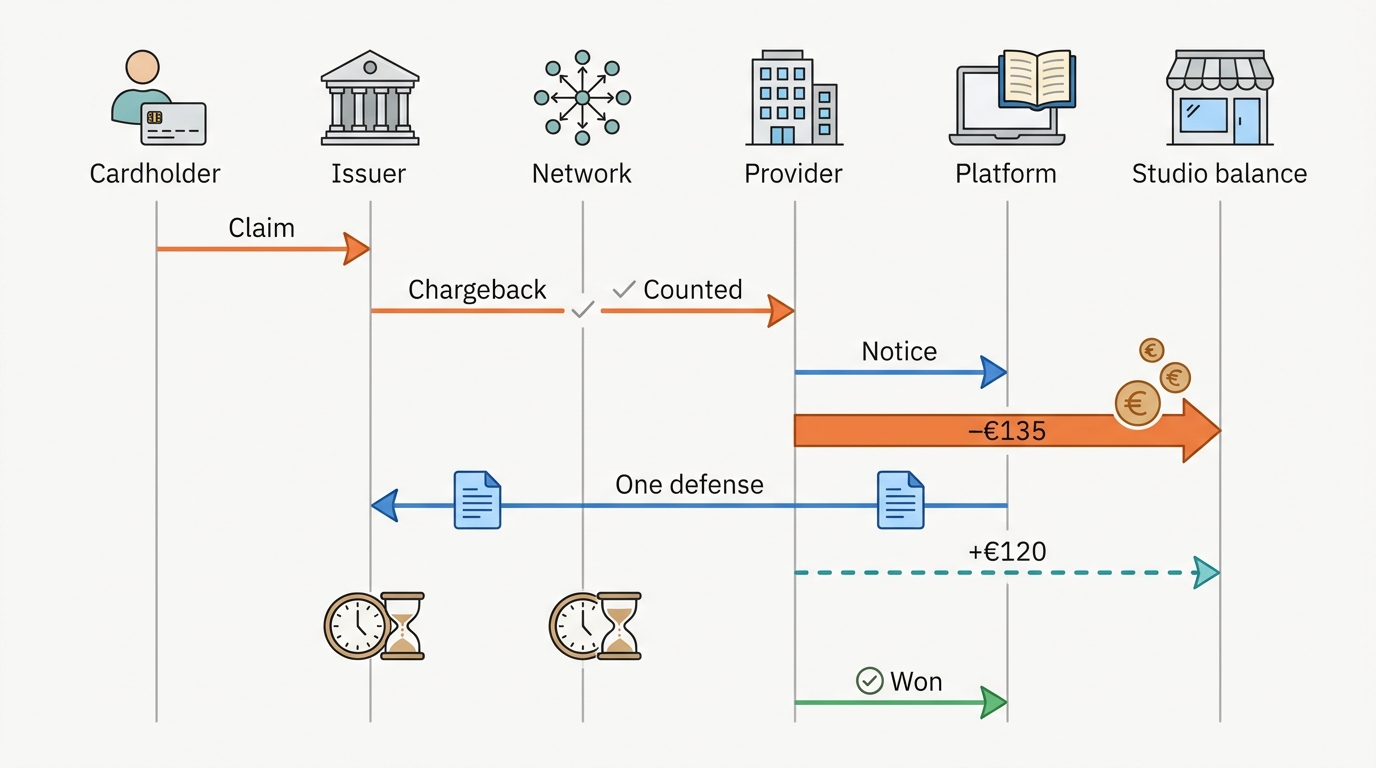 Cardholder
Issuer
Network
Provider
Platform
Studio balance
Claim
Chargeback
✓ Counted
Notice
€
€
€
–€135
One defense
+€120
Won